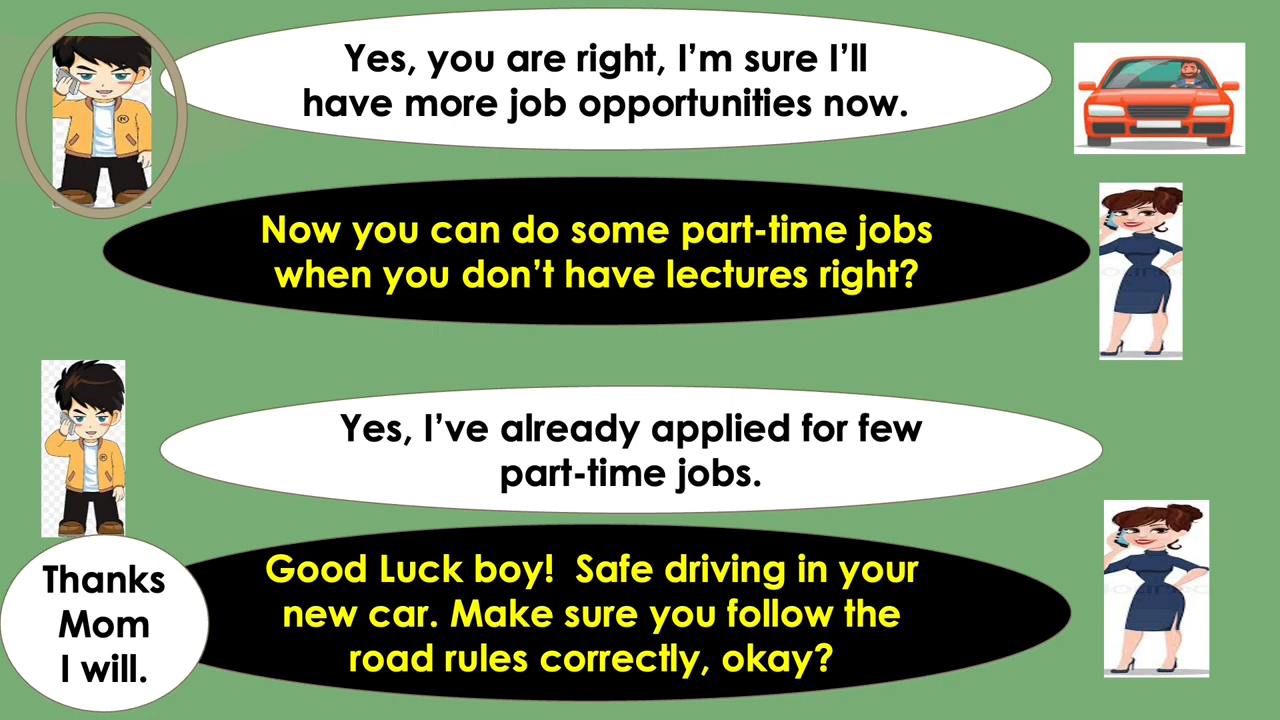 Yes, you are right, I’m sure I’ll
have more job opportunities now.
Now you can do some part-time jobs
when you don’t have lectures right?
Yes, I’ve already applied for few
part-time jobs.
Good Luck boy!  Safe driving in your
new car. Make sure you follow the
road rules correctly, okay?
Thanks
Mom
I will.